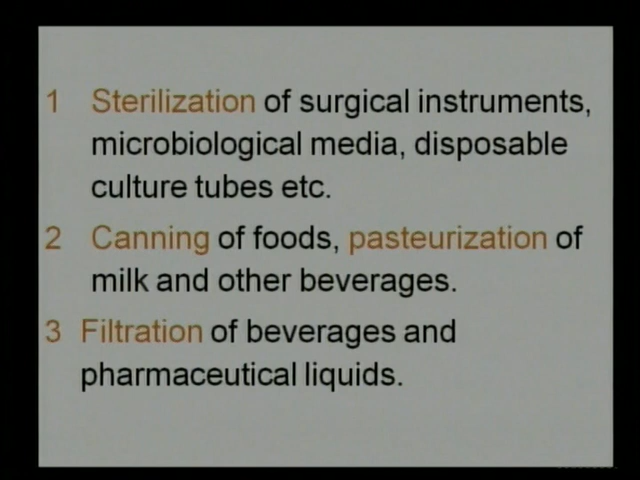 1 Sterilization of surgical instruments,
microbiological media, disposable
culture tubes etc.
2 Canning of foods, pasteurization of
milk and other beverages.
3 Filtration of beverages and
pharmaceutical liquids.